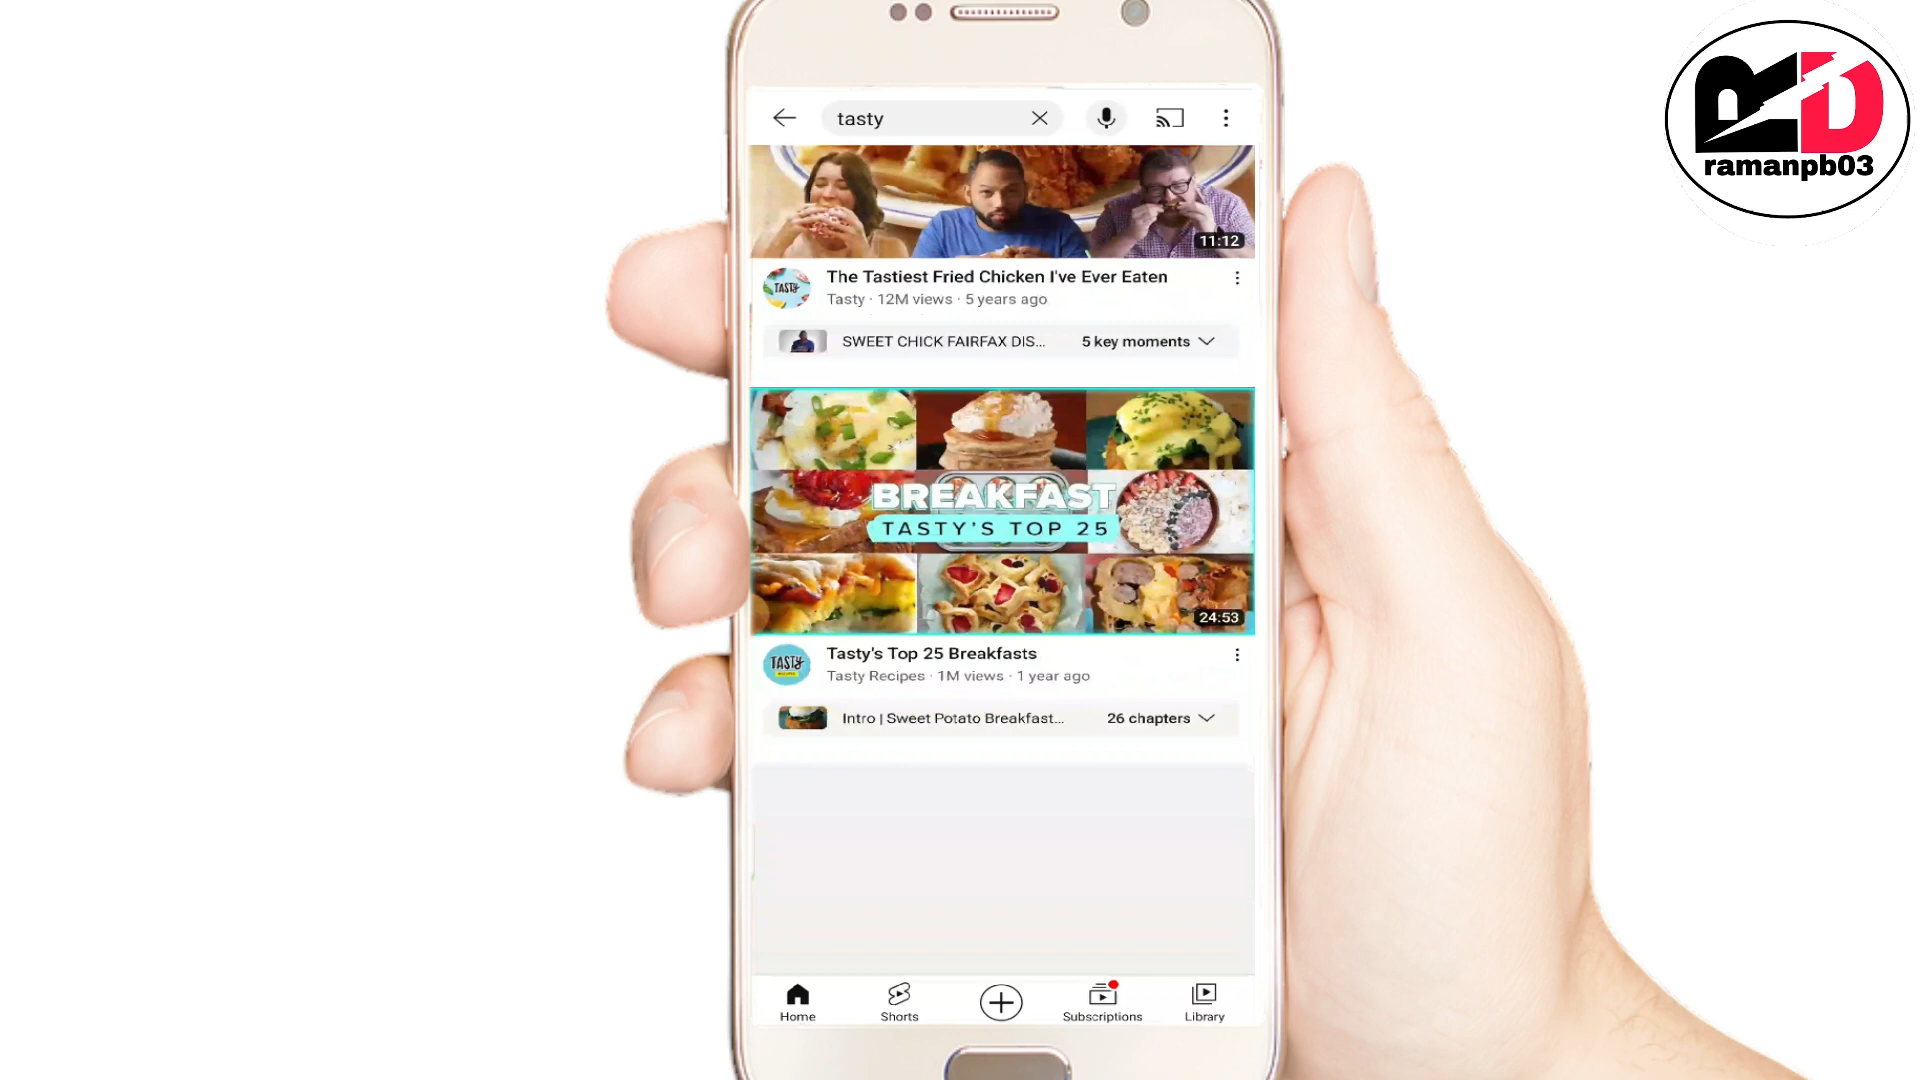 ramanpb03
tasty
11:12
TASTY
The Tastiest Fried Chicken I've Ever Eaten
Tasty · 12M views · 5 years ago
SWEET CHICK FAIRFAX DIS... 5 key moments
BREAKFAST
TASTY'S TOP 25
24:53
TASTY
Tasty's Top 25 Breakfasts
Tasty Recipes · 1M views · 1 year ago
Intro | Sweet Potato Breakfast... 26 chapters
Home Shorts Subscriptions Library